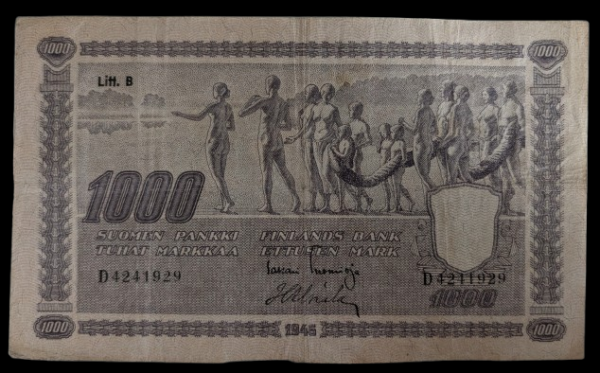 1000 1000
Litt. B
1000
SUOMEN PANKKI FINLANDS BANK
TUHAT MARKKAA ETTUSEN MARK
D4241929 D4241929
1000
1000 1945 1000